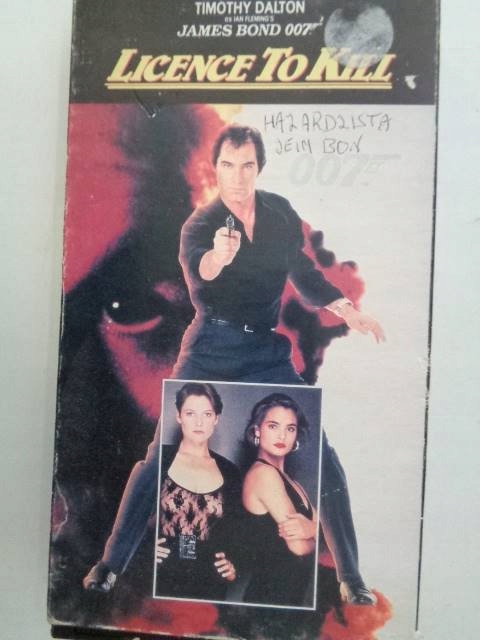 TIMOTHY DALTON
as IAN FLEMING'S
JAMES BOND 007
LICENCE TO KILL
HAZARDZISTA
JEIM BON
007